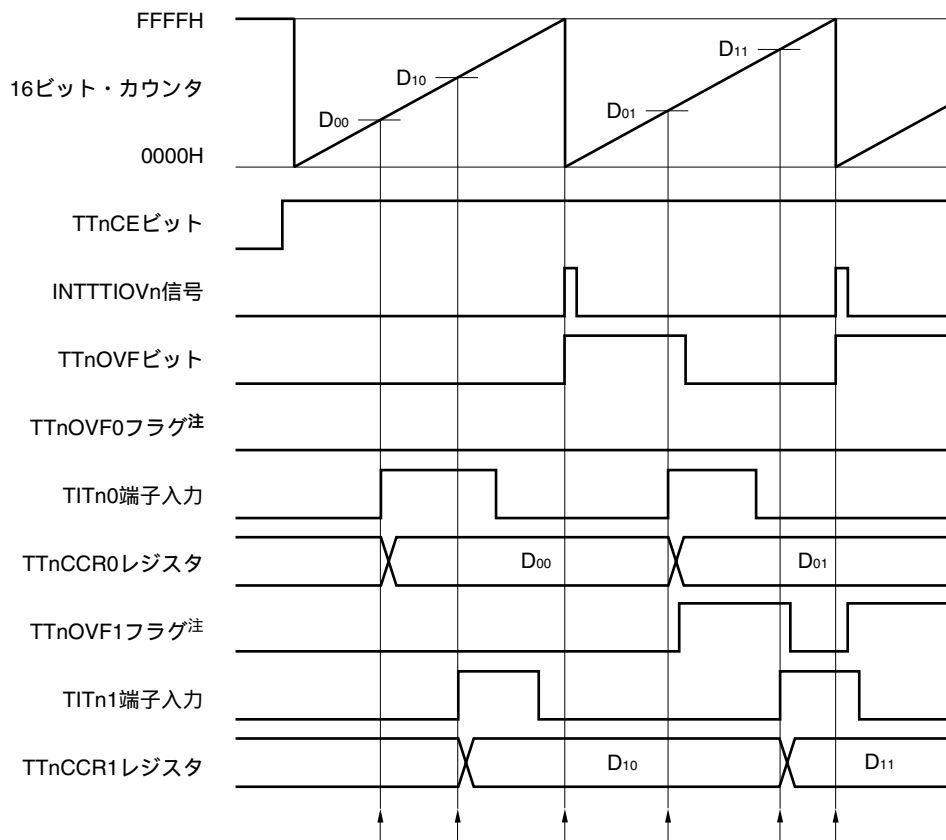 FFFFH
16ビット・カウンタ
0000H
D00
D10
D01
D11
TTnCEビット
INTTTIOVn信号
TTnOVFビット
TTnOVF0フラグ注
TITn0端子入力
TTnCCR0レジスタ
D00
D01
TTnOVF1フラグ注
TITn1端子入力
TTnCCR1レジスタ
D10
D11